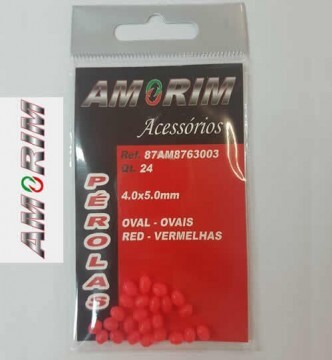 AMORIM
Acessórios
Ref. 87AM8763003
Qt. 24
4.0x5.0mm
OVAL - OVAIS
RED - VERMELHAS
PÉROLAS
AMORIM